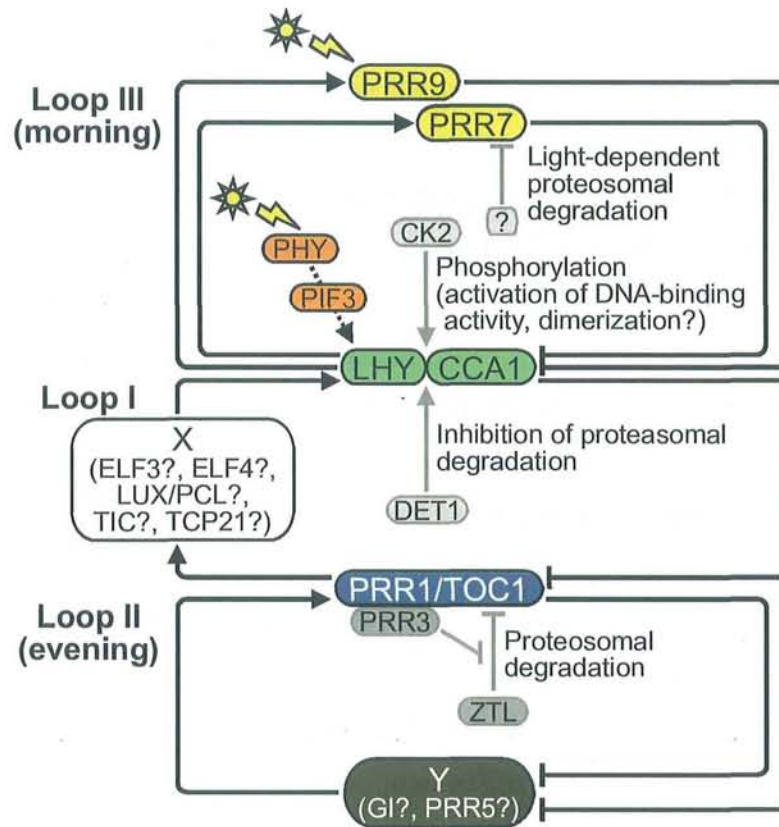 PRR9
Loop III
(morning)
PRR7
Light-dependent
proteosomal
degradation
?
CK2
PHY
Phosphorylation
(activation of DNA-binding
activity, dimerization?)
PIF3
LHY CCA1
Loop I
X
(ELF3?, ELF4?,
LUX/PCL?,
TIC?, TCP21?)
Inhibition of proteasomal
degradation
DET1
PRR1/TOC1
Loop II
(evening)
PRR3
Proteosomal
degradation
ZTL
Y
(GI?, PRR5?)